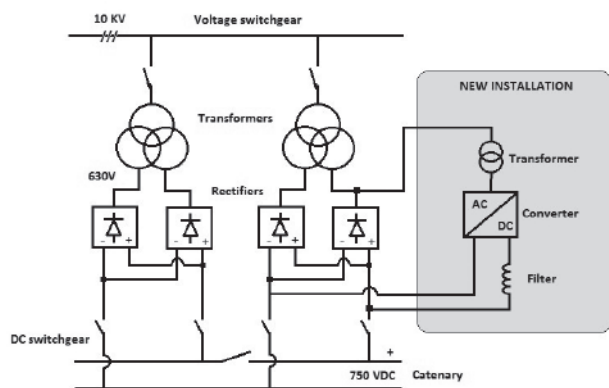 10 KV
Voltage switchgear
NEW INSTALLATION
Transformers
Transformer
630V
Rectifiers
AC
DC
Converter
- +
- +
- +
- +
Filter
DC switchgear
+
750 VDC
Catenary